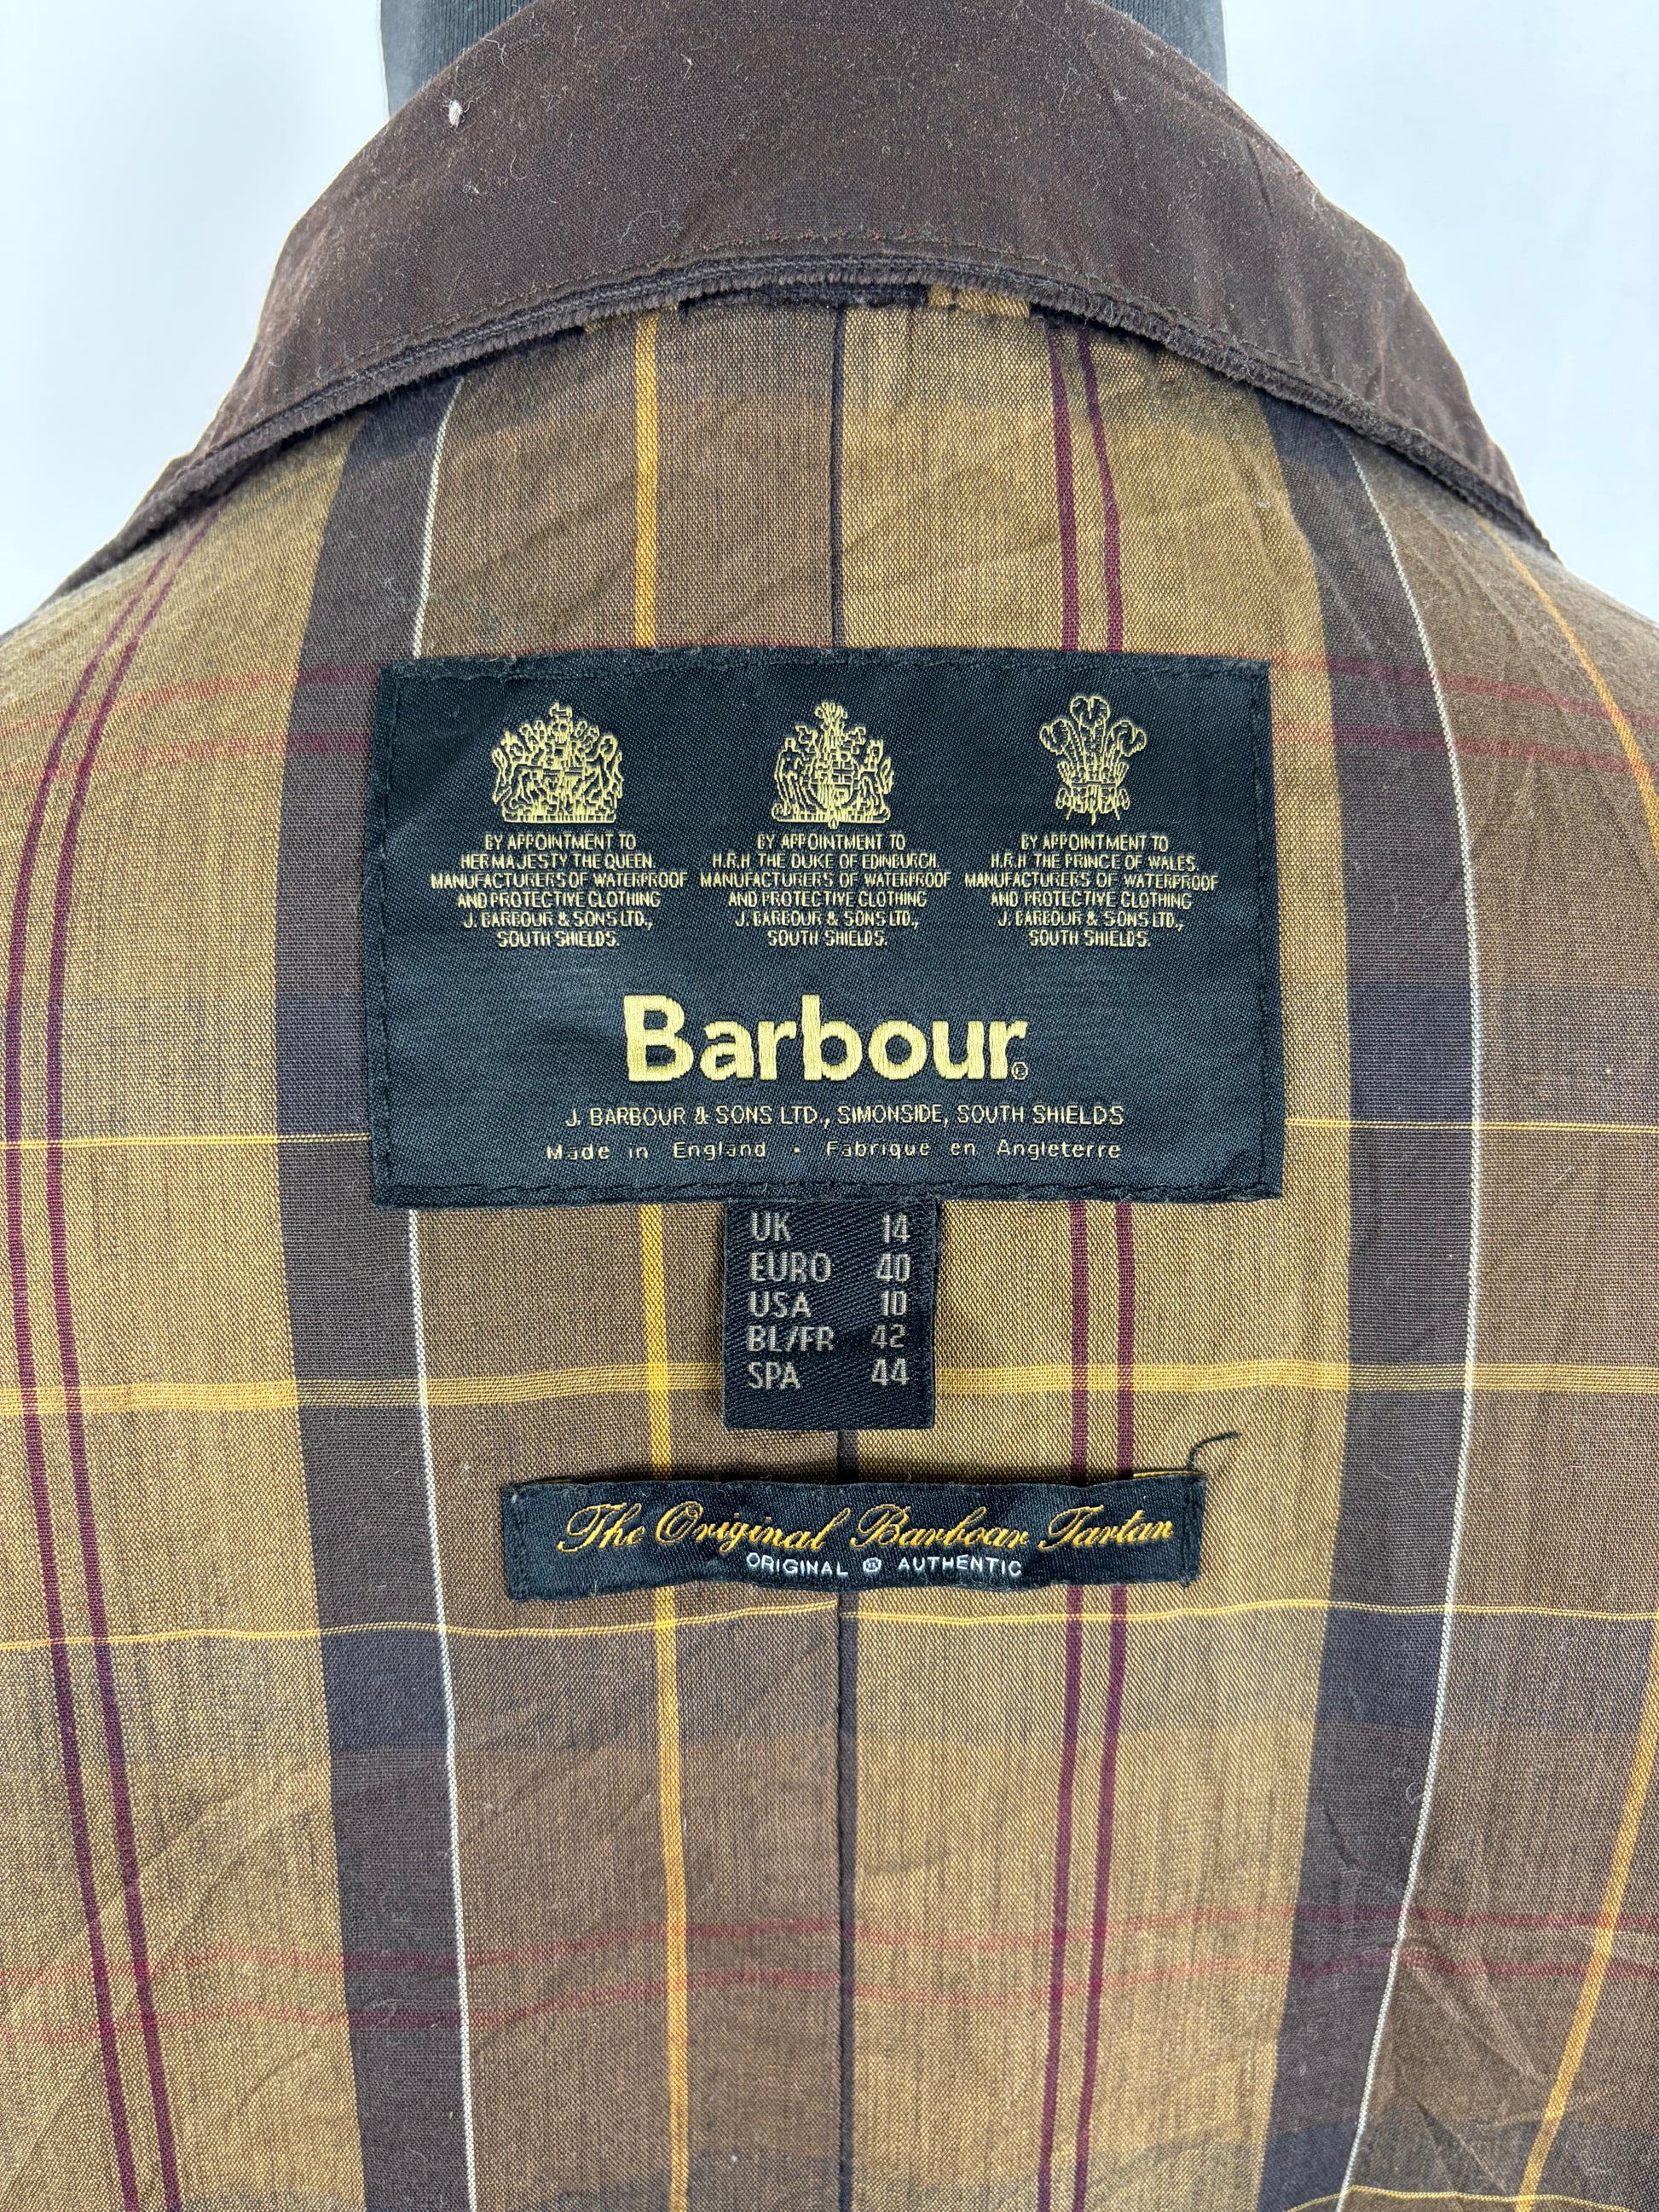 BY APPOINTMENT TO
HER MAJESTY THE QUEEN.
MANUFACTURERS OF WATERPROOF
AND PROTECTIVE CLOTHING
J. BARBOUR & SONS LTD.,
SOUTH SHIELDS.
BY APPOINTMENT TO
H.R.H. THE DUKE OF EDINBURGH.
MANUFACTURERS OF WATERPROOF
AND PROTECTIVE CLOTHING
J. BARBOUR & SONS LTD.,
SOUTH SHIELDS.
BY APPOINTMENT TO
H.R.H. THE PRINCE OF WALES.
MANUFACTURERS OF WATERPROOF
AND PROTECTIVE CLOTHING
J. BARBOUR & SONS LTD.,
SOUTH SHIELDS.
Barbour®
J. BARBOUR & SONS LTD., SIMONSIDE, SOUTH SHIELDS
Made in England • Fabrique en Angleterre
UK 14
EURO 40
USA 10
BL/FR 42
SPA 44
The Original Barbour Tartan
ORIGINAL ® AUTHENTIC